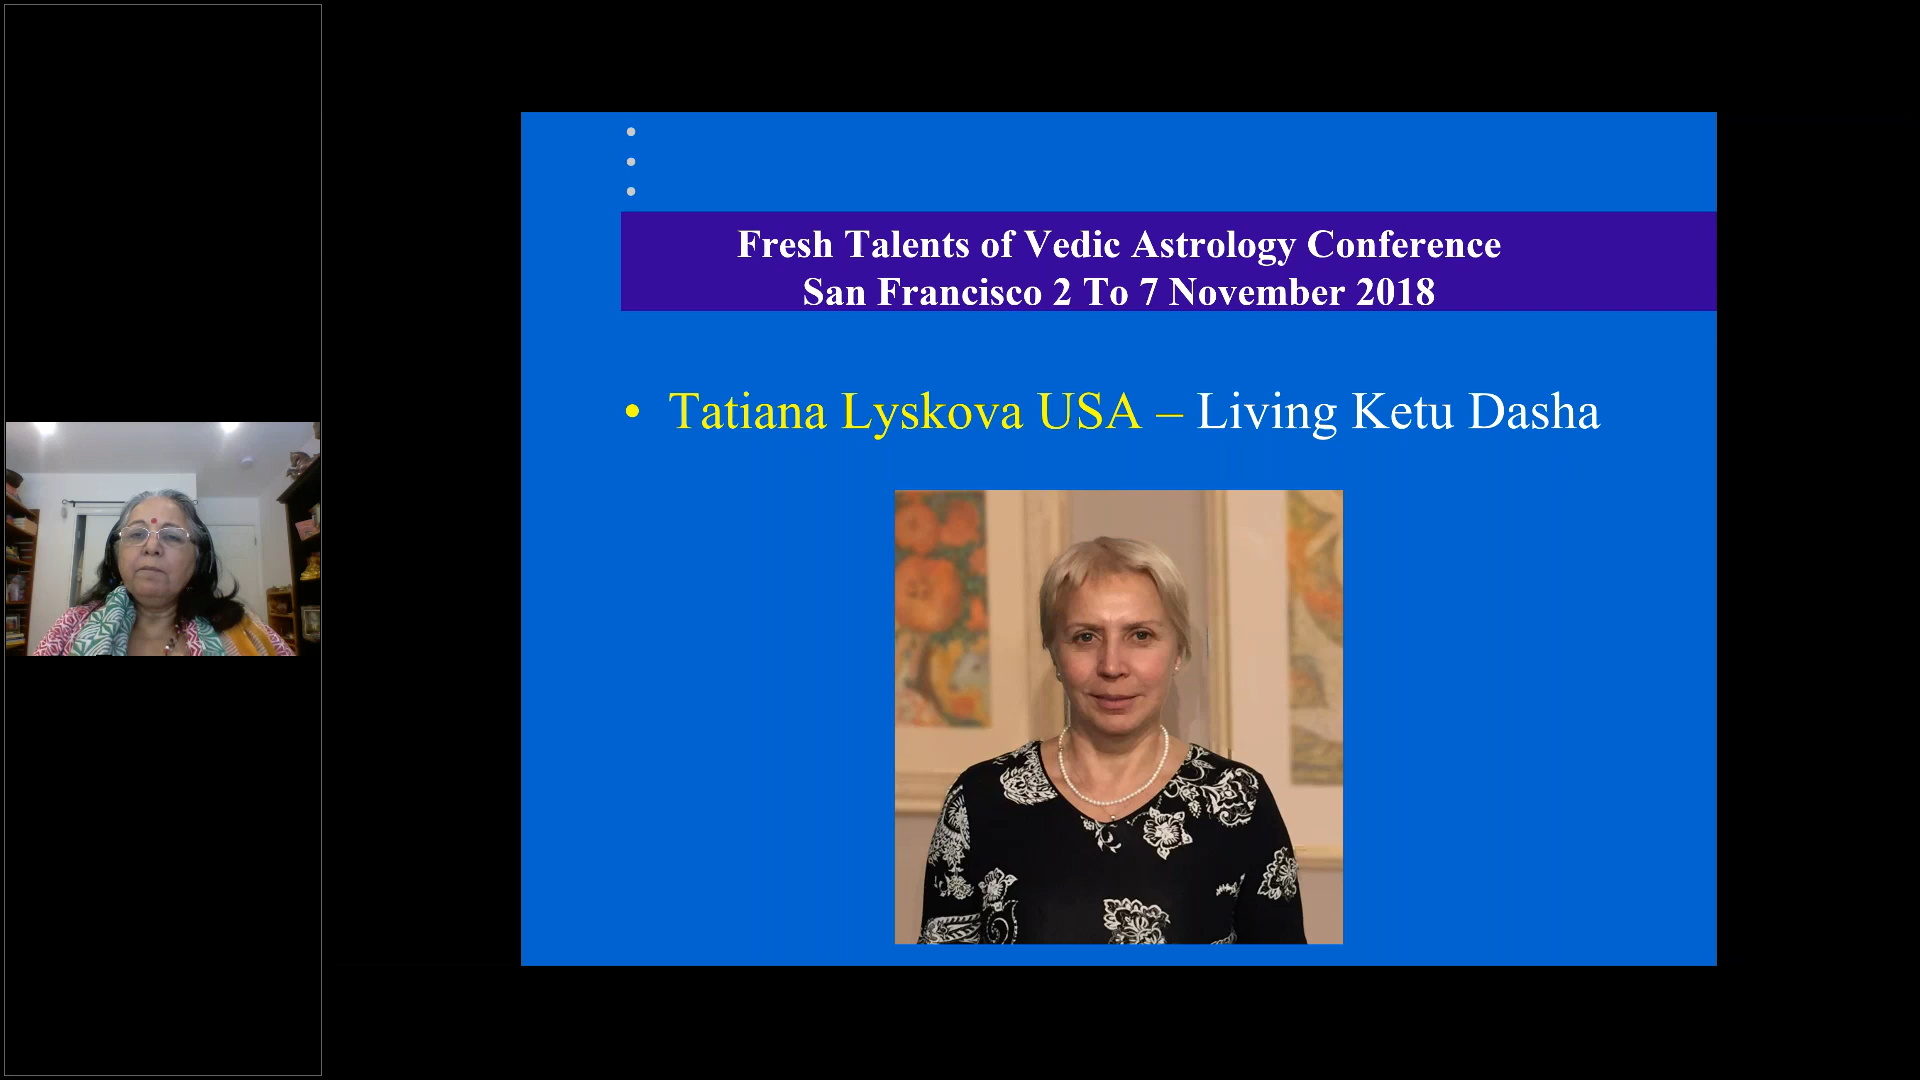 Fresh Talents of Vedic Astrology Conference
San Francisco 2 To 7 November 2018
• Tatiana Lyskova USA – Living Ketu Dasha